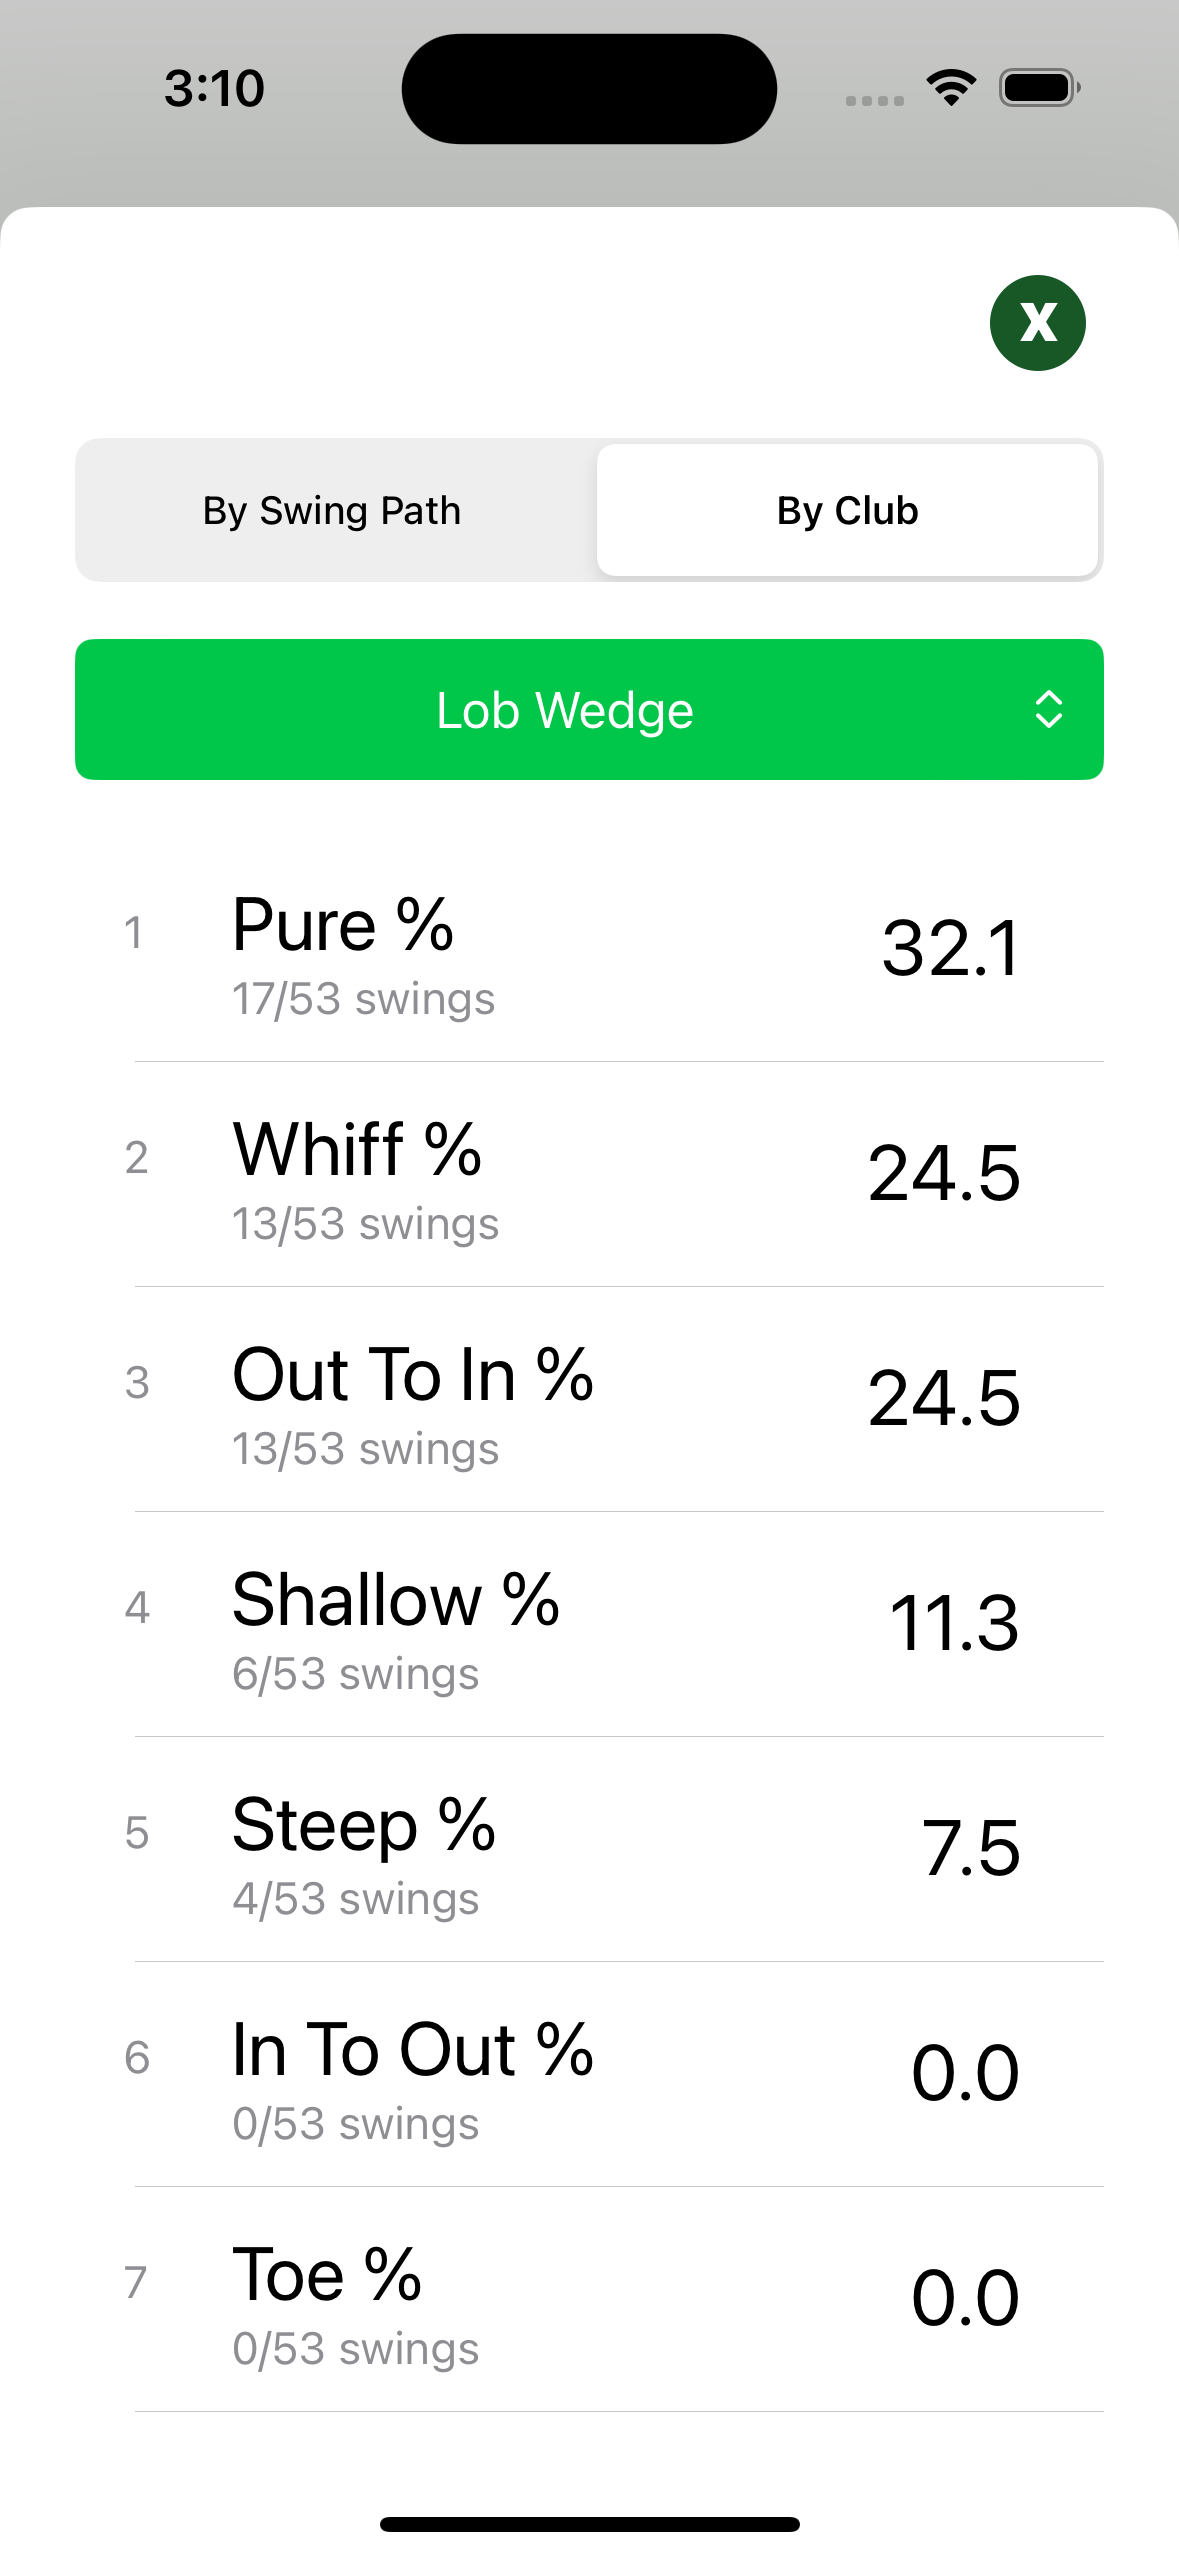 3:10
X
By Swing Path
By Club
Lob Wedge
1
Pure %
32.1
17/53 swings
2
Whiff %
24.5
13/53 swings
3
Out To In %
24.5
13/53 swings
4
Shallow %
11.3
6/53 swings
5
Steep %
7.5
4/53 swings
6
In To Out %
0.0
0/53 swings
7
Toe %
0.0
0/53 swings